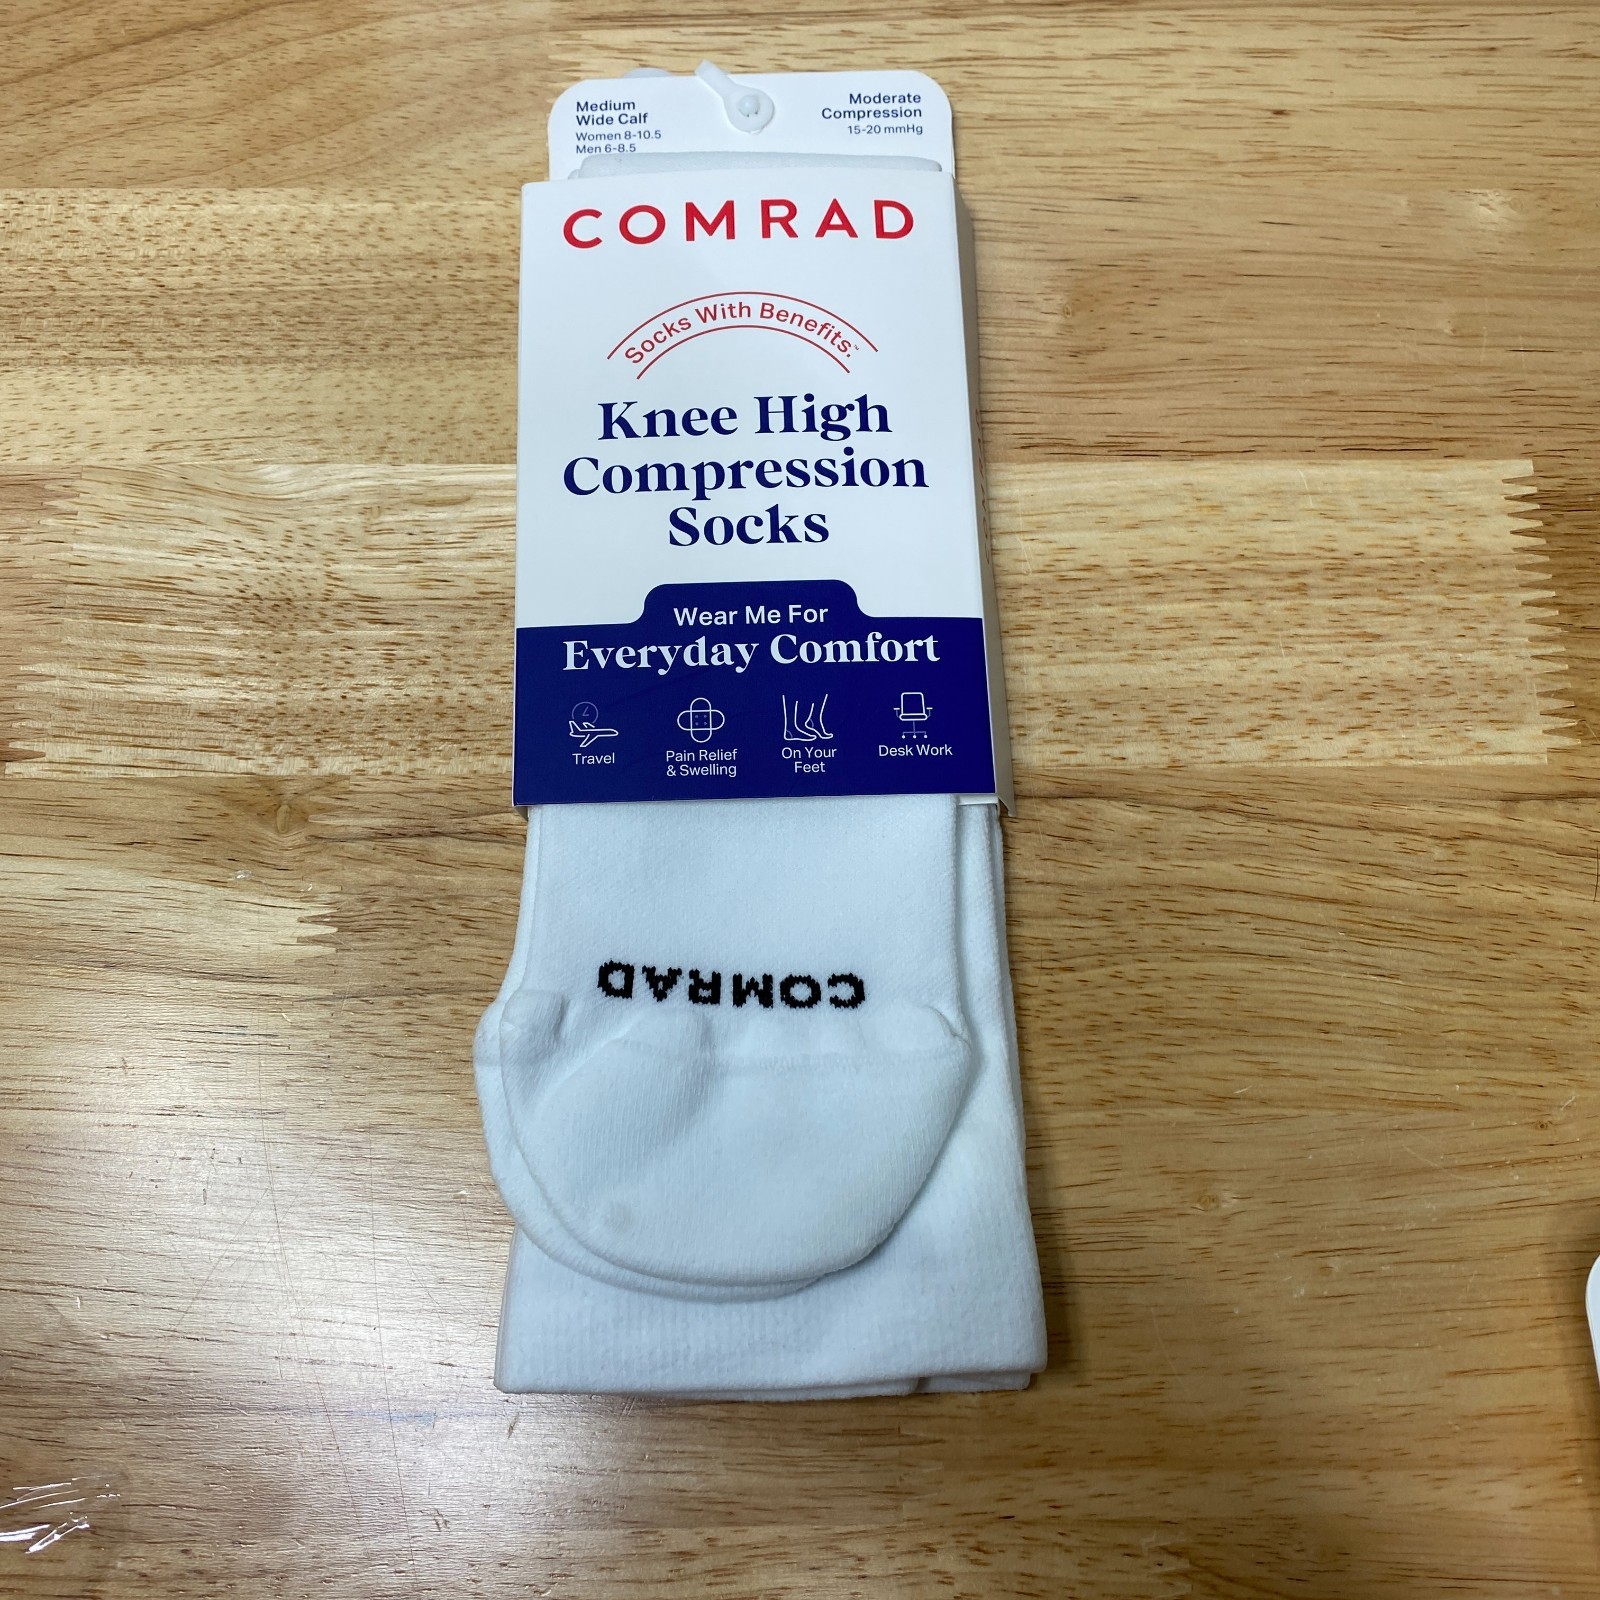 Medium
Wide Calf
Women 8-10.5
Men 6-8.5
Moderate
Compression
15-20 mmHg
COMRAD
Socks With Benefits.™
Knee High
Compression
Socks
Wear Me For
Everyday Comfort
Travel
Pain Relief
& Swelling
On Your
Feet
Desk Work
COMRAD